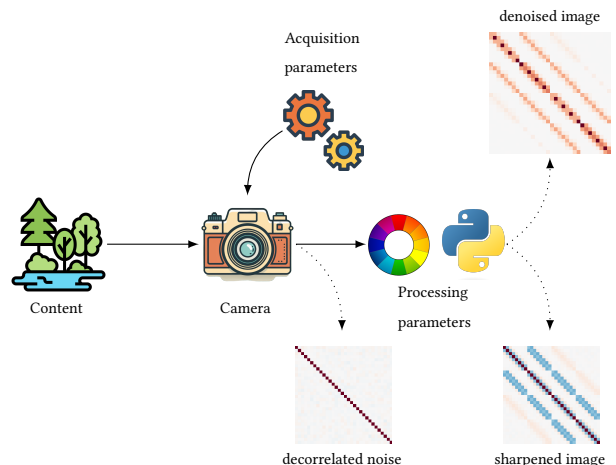 denoised image
Acquisition
parameters
Content
Camera
Processing
parameters
decorrelated noise
sharpened image